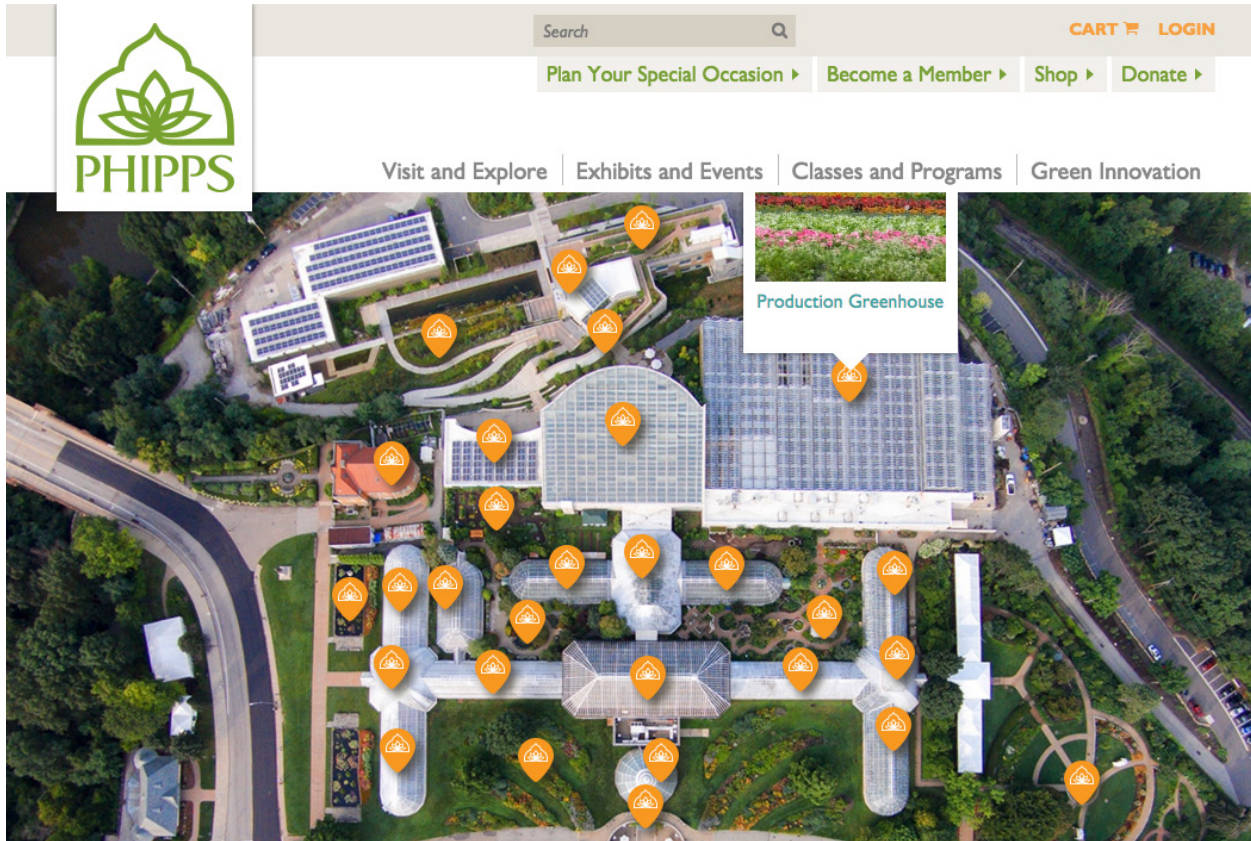 Search
CART LOGIN
Plan Your Special Occasion Become a Member Shop Donate
PHIPPS
Visit and Explore Exhibits and Events Classes and Programs Green Innovation
Production Greenhouse